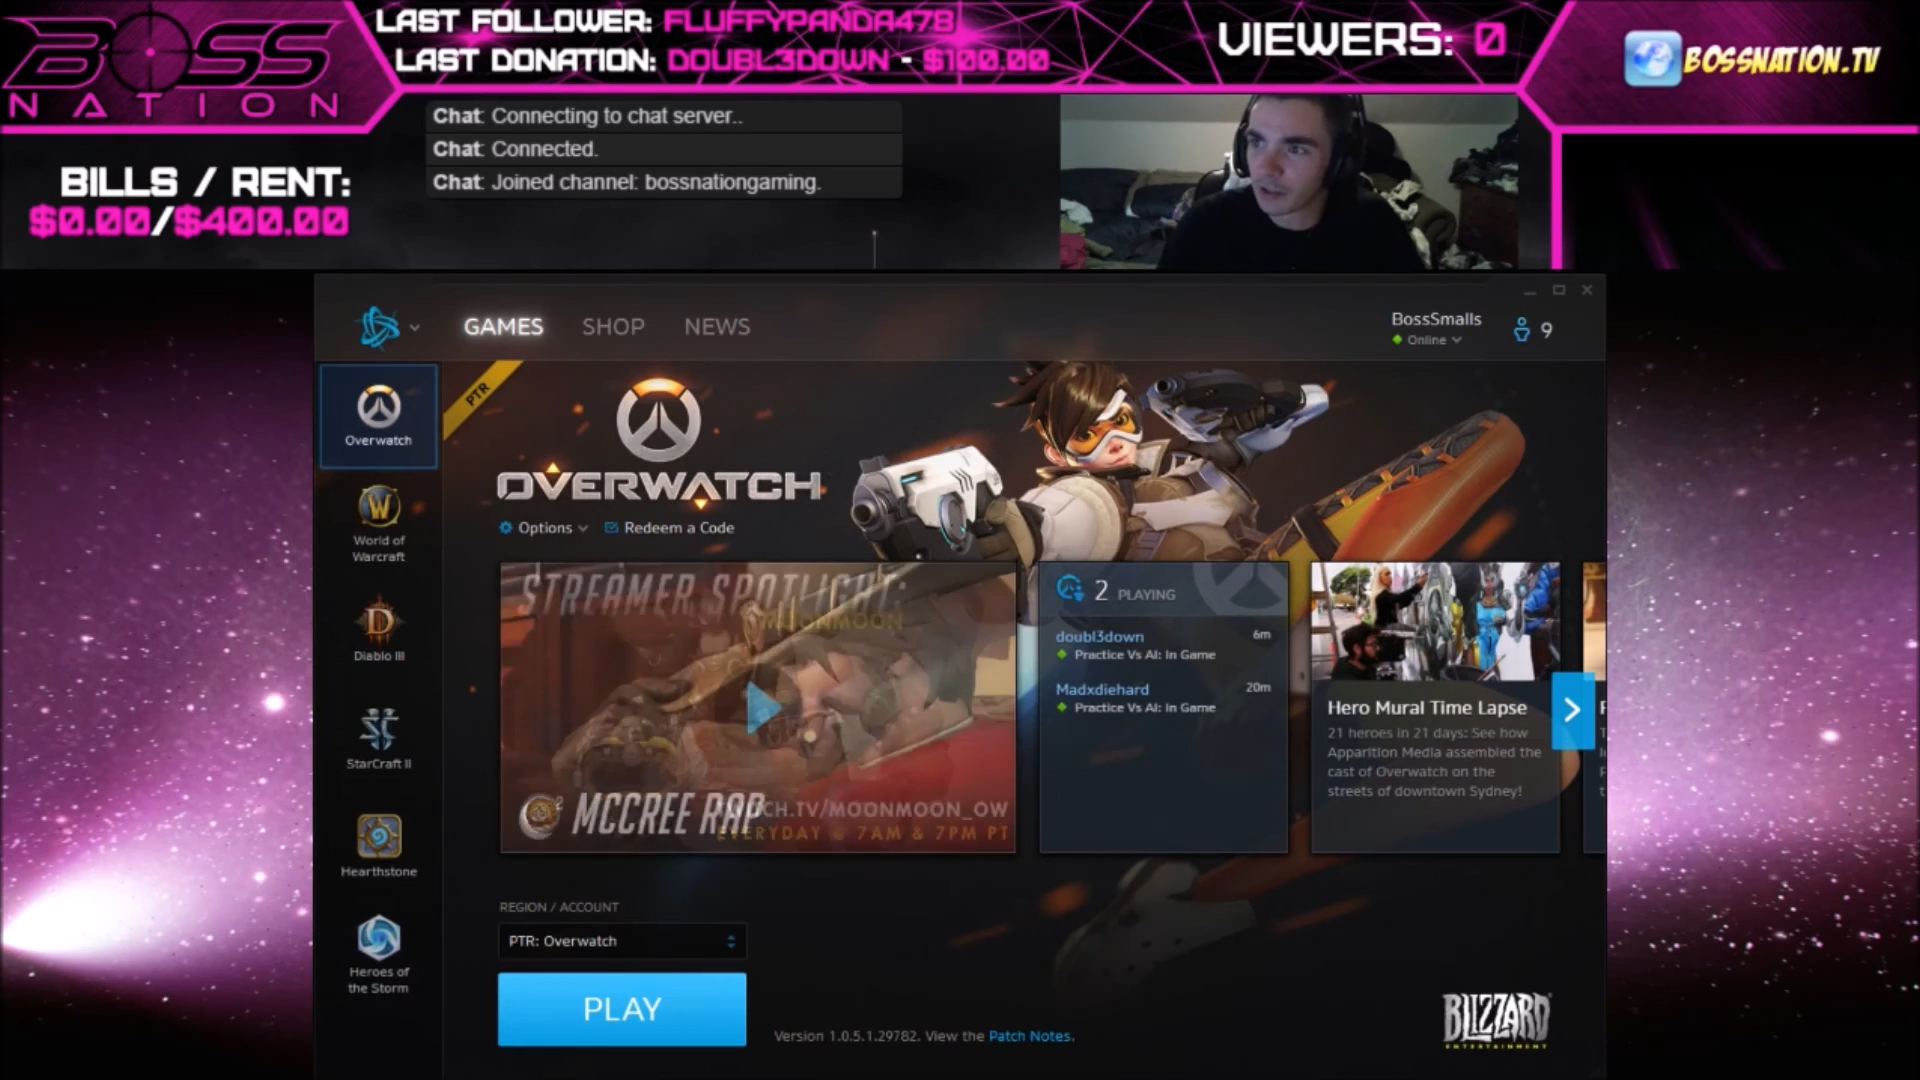 BOSS
NATION
LAST FOLLOWER: FLUFFYPANDA478
LAST DONATION: DOUBL3DOWN - $100.00
VIEWERS: 0
BOSSNATION.TV
BILLS / RENT:
$0.00/$400.00
Chat: Connecting to chat server..
Chat: Connected.
Chat: Joined channel: bossnationgaming.
GAMES SHOP NEWS
BossSmalls
Online
9
Overwatch
World of
Warcraft
Diablo III
StarCraft II
Hearthstone
Heroes of
the Storm
PTR
OVERWATCH
Options
Redeem a Code
STREAMER SPOTLIGHT:
MOONMOON
MCCREE RAP
TWITCH.TV/MOONMOON_OW
EVERYDAY @ 7AM & 7PM PT
2 PLAYING
doubl3down 6m
Practice Vs AI: In Game
Madxdiehard 20m
Practice Vs AI: In Game
Hero Mural Time Lapse
21 heroes in 21 days: See how
Apparition Media assembled the
cast of Overwatch on the
streets of downtown Sydney!
REGION / ACCOUNT
PTR: Overwatch
PLAY
Version 1.0.5.1.29782. View the Patch Notes.
BLIZZARD
ENTERTAINMENT